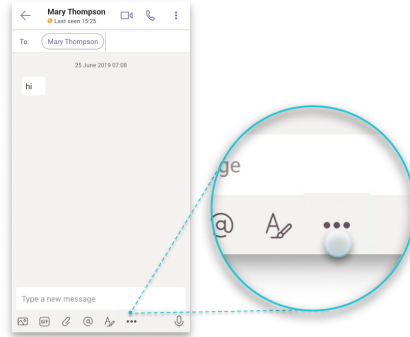 Mary Thompson
Last seen 15:25
To: Mary Thompson
25 June 2019 07:08
hi
Type a new message
GIF
@
ge
@